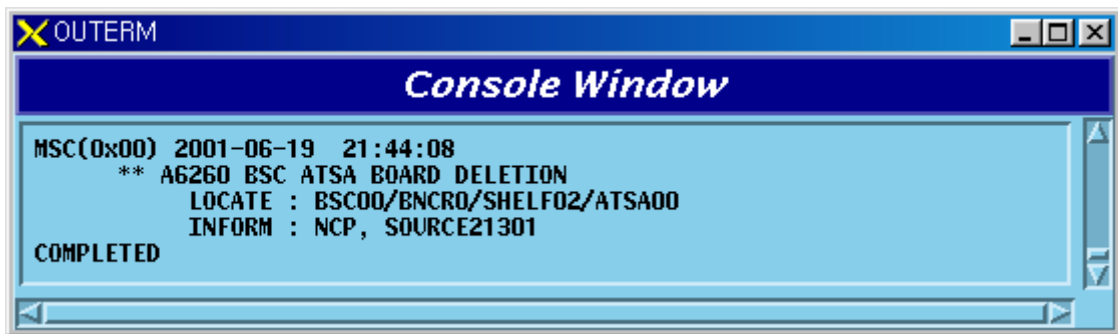 OUTERM
Console Window
MSC(0x00) 2001-06-19 21:44:08
** A6260 BSC ATSA BOARD DELETION
LOCATE : BSC00/BNCR0/SHELF02/ATSA00
INFORM : NCP, SOURCE21301
COMPLETED